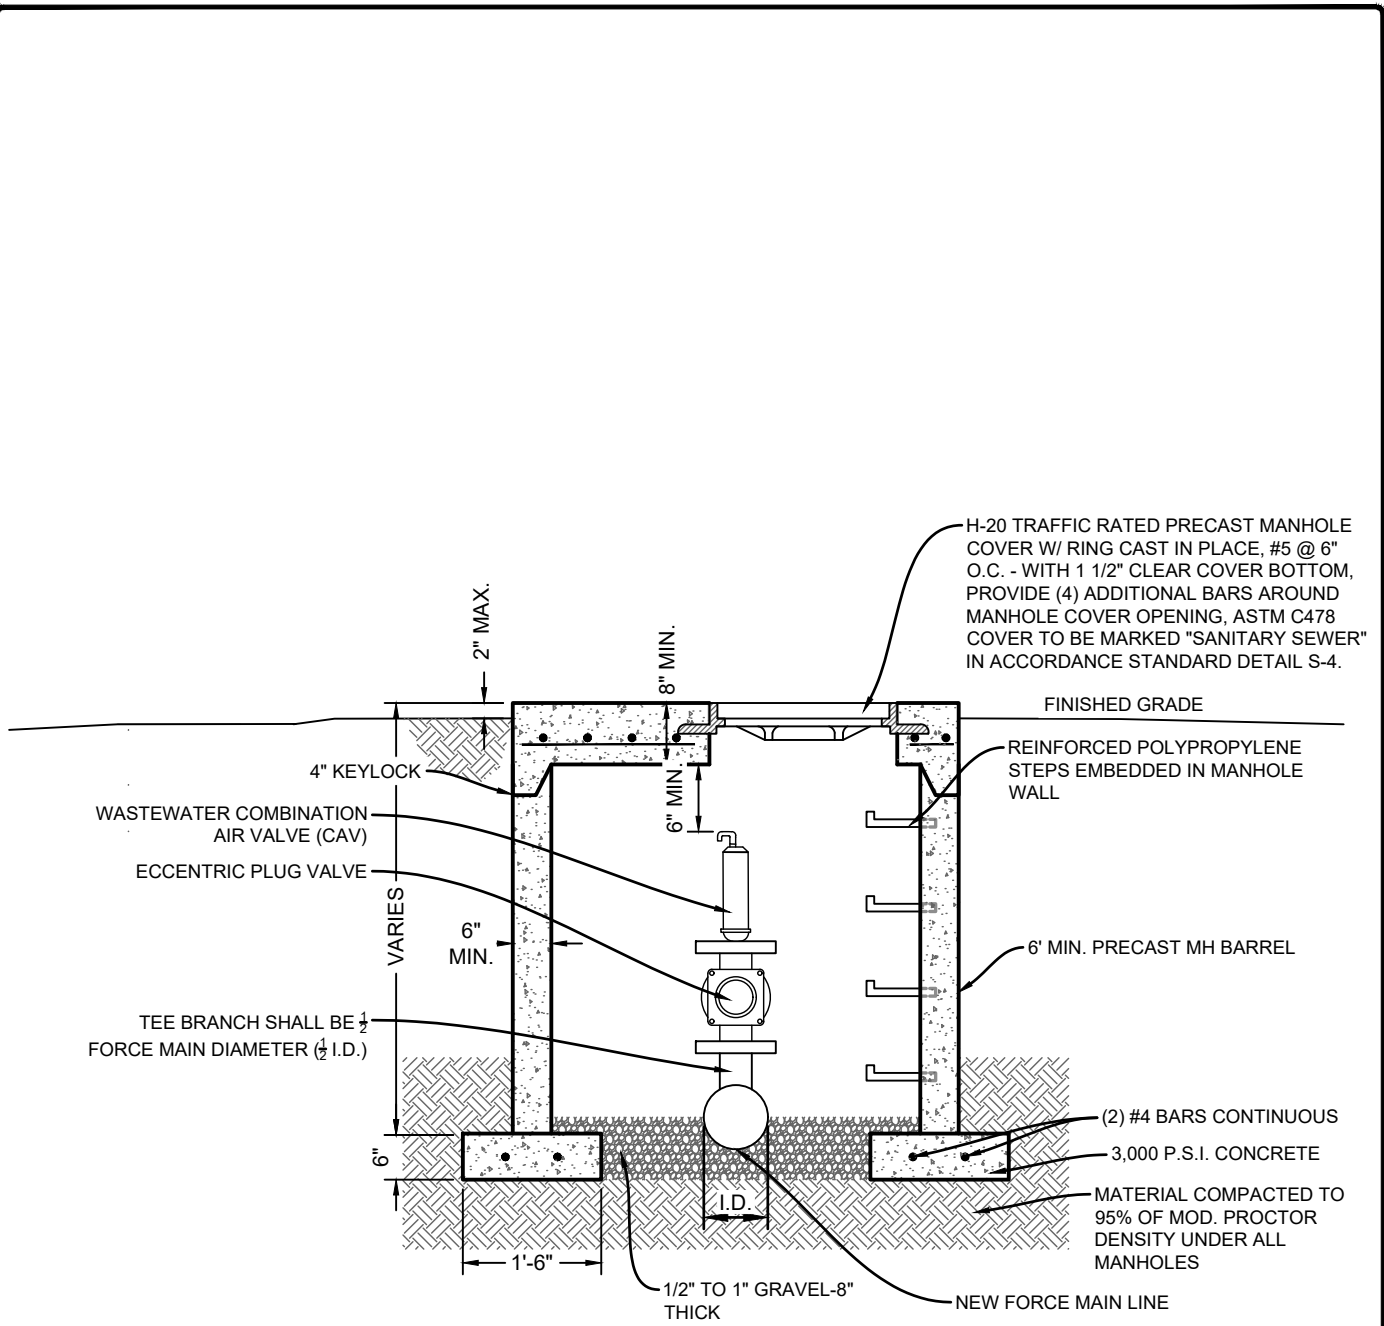 H-20 TRAFFIC RATED PRECAST MANHOLE
COVER W/ RING CAST IN PLACE, #5 @ 6"
O.C. - WITH 1 1/2" CLEAR COVER BOTTOM,
PROVIDE (4) ADDITIONAL BARS AROUND
MANHOLE COVER OPENING, ASTM C478
COVER TO BE MARKED "SANITARY SEWER"
IN ACCORDANCE STANDARD DETAIL S-4.
2" MAX.
8" MIN.
FINISHED GRADE
REINFORCED POLYPROPYLENE
STEPS EMBEDDED IN MANHOLE
WALL
4" KEYLOCK
6" MIN.
WASTEWATER COMBINATION
AIR VALVE (CAV)
ECCENTRIC PLUG VALVE
VARIES
6"
MIN.
6' MIN. PRECAST MH BARREL
TEE BRANCH SHALL BE ½
FORCE MAIN DIAMETER (½ I.D.)
(2) #4 BARS CONTINUOUS
6"
3,000 P.S.I. CONCRETE
I.D.
MATERIAL COMPACTED TO
95% OF MOD. PROCTOR
DENSITY UNDER ALL
MANHOLES
1'-6"
1/2" TO 1" GRAVEL-8"
THICK
NEW FORCE MAIN LINE